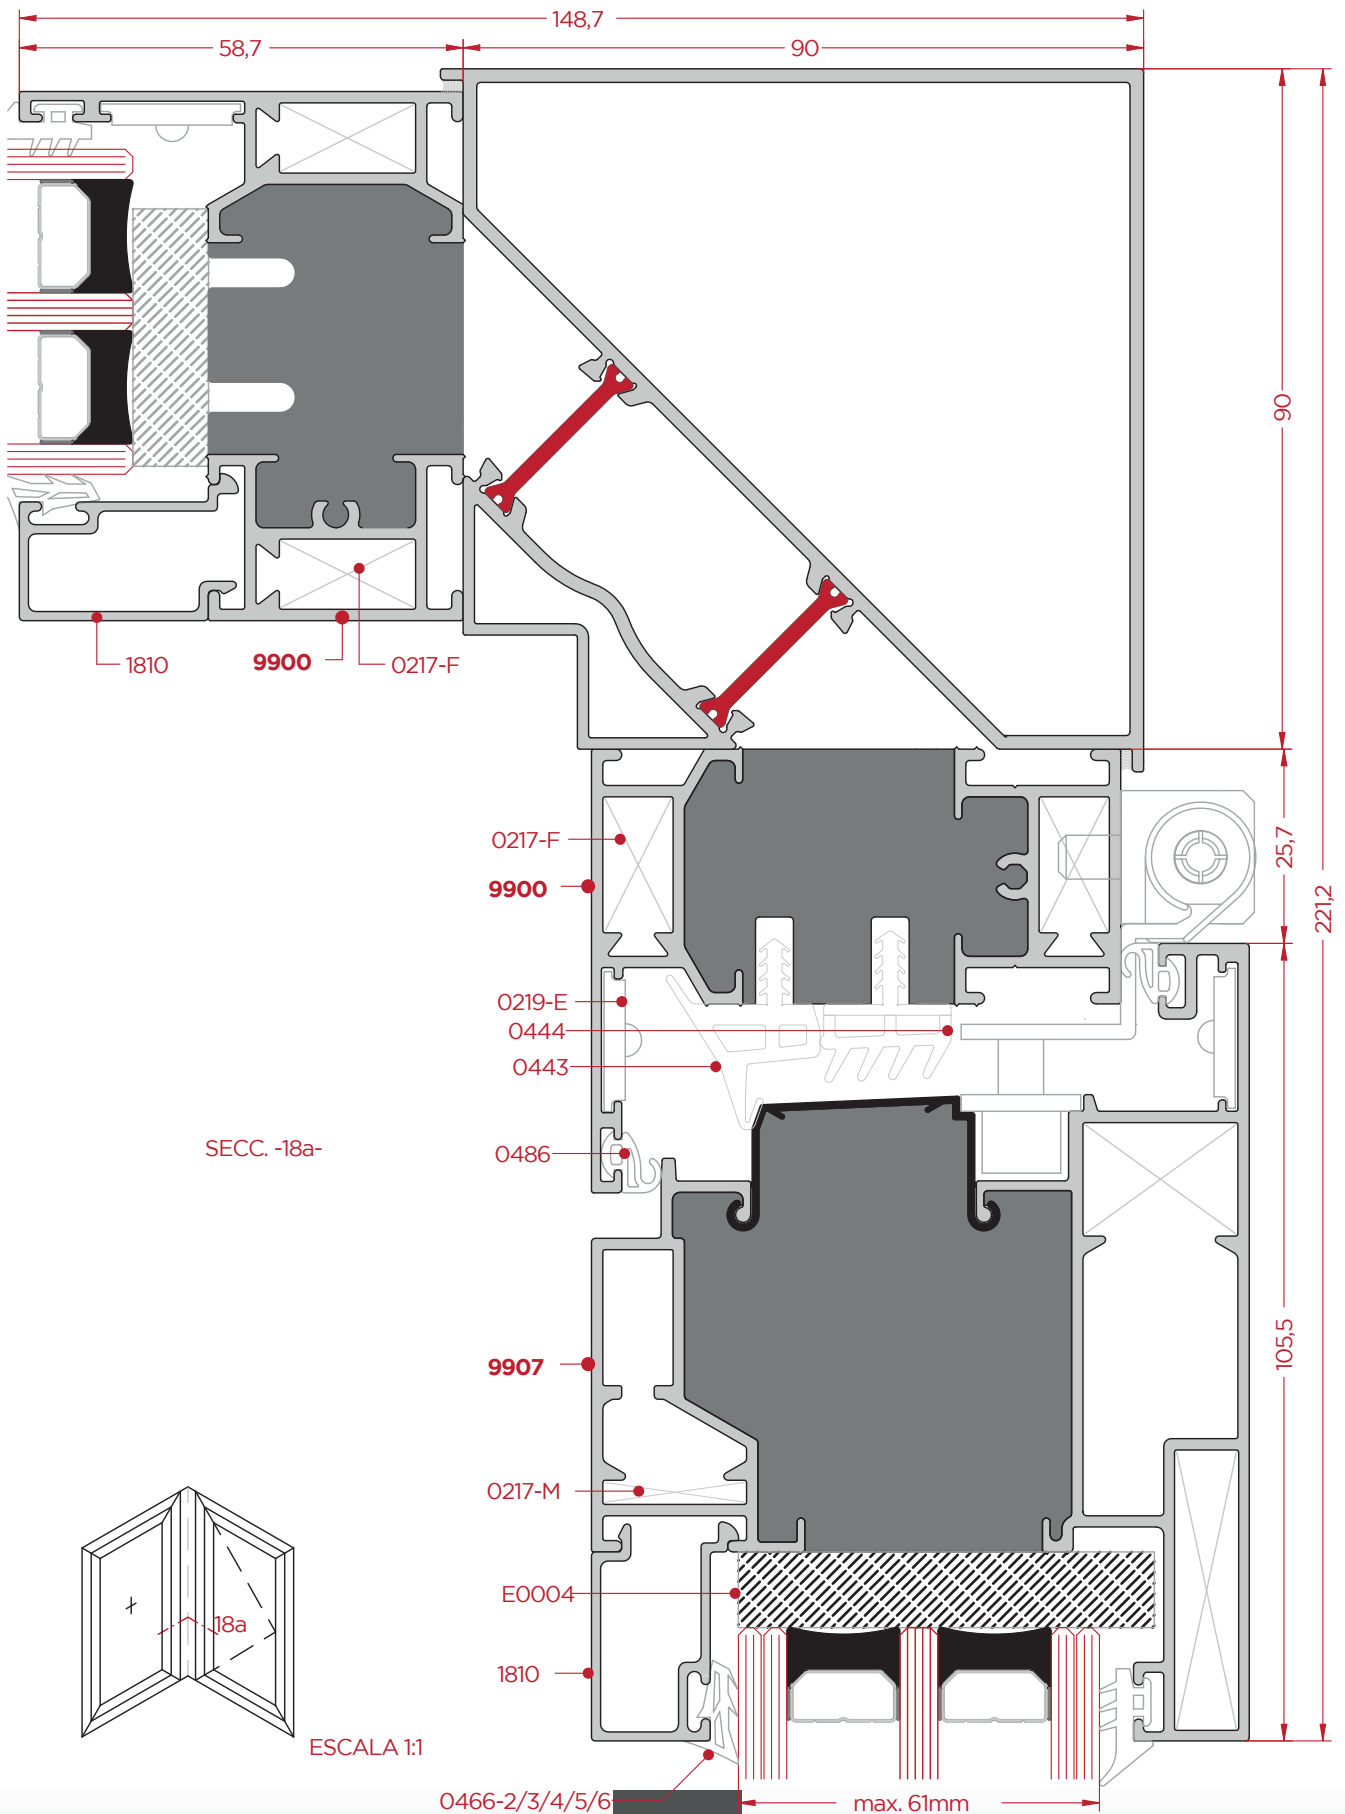 148,7
58,7
90
90
1810
9900
0217-F
0217-F
9900
25,7
221,2
0219-E
0444
0443
SECC. -18a-
0486
9907
105,5
0217-M
E0004
18a
1810
ESCALA 1:1
0466-2/3/4/5/6
max. 61mm